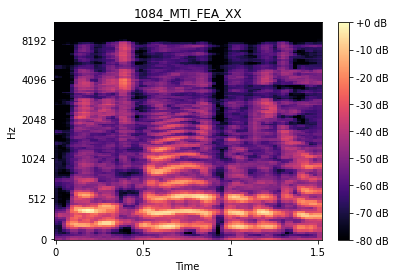 1084_MTI_FEA_XX
Hz
8192
4096
2048
1024
512
0
0
0.5
1
1.5
Time
+0 dB
-10 dB
-20 dB
-30 dB
-40 dB
-50 dB
-60 dB
-70 dB
-80 dB